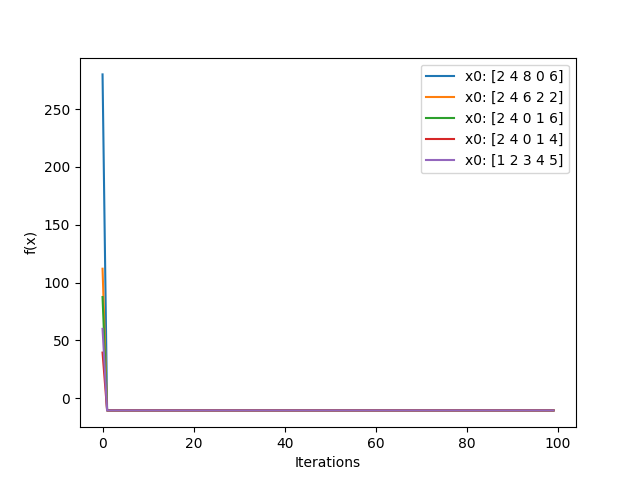 x0: [2 4 8 0 6]
x0: [2 4 6 2 2]
x0: [2 4 0 1 6]
x0: [2 4 0 1 4]
x0: [1 2 3 4 5]
250
200
150
100
50
0
f(x)
0 20 40 60 80 100
Iterations